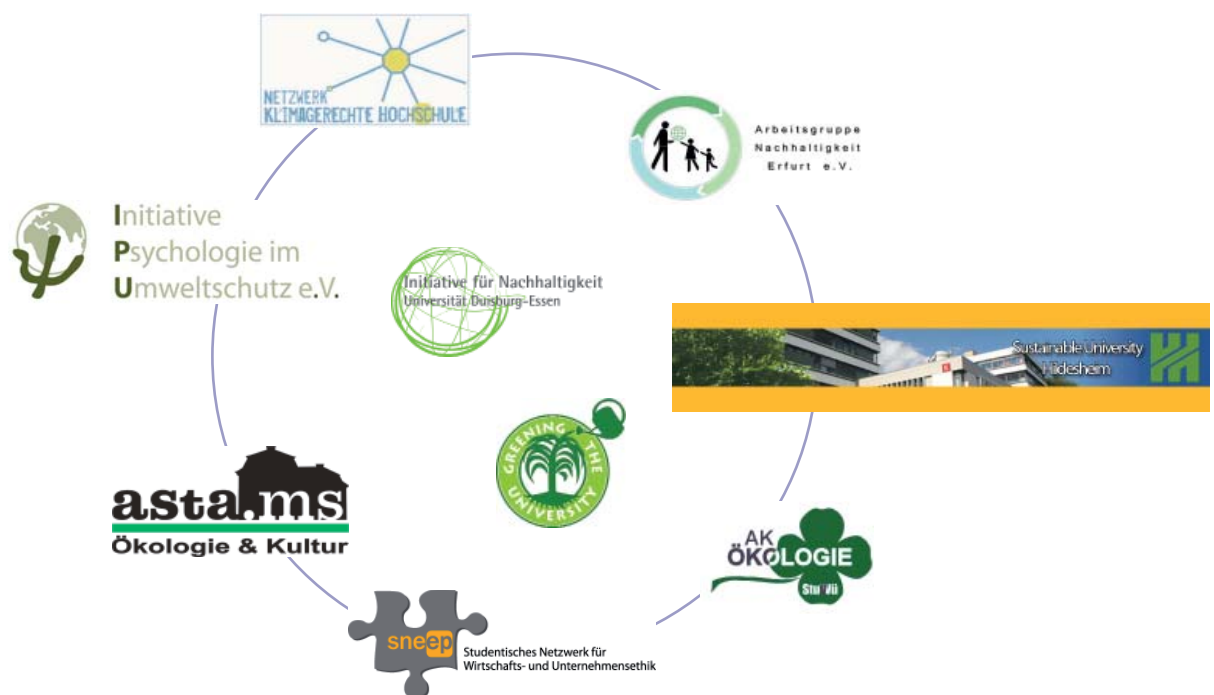 NETZWERK
KLIMAGERECHTE HOCHSCHULE
Arbeitsgruppe
Nachhaltigkeit
Erfurt e.V.
Initiative
Psychologie im
Umweltschutz e.V.
Initiative für Nachhaltigkeit
Universität Duisburg-Essen
Sustainable University
Hildesheim
GREENING THE
UNIVERSITY
asta.ms
Ökologie & Kultur
AK
ÖKOLOGIE
sneep
Studentisches Netzwerk für
Wirtschafts- und Unternehmensethik